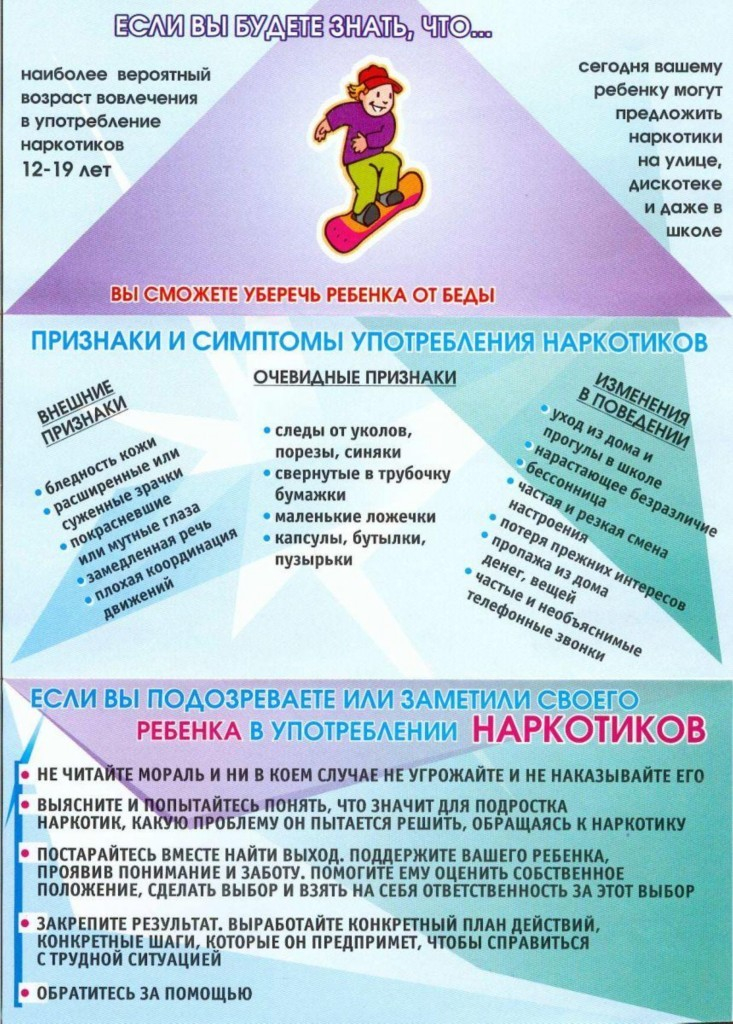 ЕСЛИ ВЫ БУДЕТЕ ЗНАТЬ, ЧТО...
наиболее вероятный
возраст вовлечения
в употребление
наркотиков
12-19 лет
сегодня вашему
ребенку могут
предложить
наркотики
на улице,
дискотеке
и даже в
школе
ВЫ СМОЖЕТЕ УБЕРЕЧЬ РЕБЕНКА ОТ БЕДЫ
ПРИЗНАКИ И СИМПТОМЫ УПОТРЕБЛЕНИЯ НАРКОТИКОВ
ВНЕШНИЕ
ПРИЗНАКИ
• бледность кожи
• расширенные или
суженные зрачки
• покрасневшие
или мутные глаза
• замедленная речь
• плохая координация
движений
ОЧЕВИДНЫЕ ПРИЗНАКИ
• следы от уколов,
порезы, синяки
• свернутые в трубочку
бумажки
• маленькие ложечки
• капсулы, бутылки,
пузырьки
ИЗМЕНЕНИЯ
В ПОВЕДЕНИИ
• уход из дома и
прогулы в школе
• нарастающее безразличие
• бессонница
• частая и резкая смена
настроения
• потеря прежних интересов
• пропажа из дома
денег, вещей
• частые и необъяснимые
телефонные звонки
ЕСЛИ ВЫ ПОДОЗРЕВАЕТЕ ИЛИ ЗАМЕТИЛИ СВОЕГО
РЕБЕНКА В УПОТРЕБЛЕНИИ НАРКОТИКОВ
• НЕ ЧИТАЙТЕ МОРАЛЬ И НИ В КОЕМ СЛУЧАЕ НЕ УГРОЖАЙТЕ И НЕ НАКАЗЫВАЙТЕ ЕГО
• ВЫЯСНИТЕ И ПОПЫТАЙТЕСЬ ПОНЯТЬ, ЧТО ЗНАЧИТ ДЛЯ ПОДРОСТКА
НАРКОТИК, КАКУЮ ПРОБЛЕМУ ОН ПЫТАЕТСЯ РЕШИТЬ, ОБРАЩАЯСЬ К НАРКОТИКУ
• ПОСТАРАЙТЕСЬ ВМЕСТЕ НАЙТИ ВЫХОД. ПОДДЕРЖИТЕ ВАШЕГО РЕБЕНКА,
ПРОЯВИВ ПОНИМАНИЕ И ЗАБОТУ. ПОМОГИТЕ ЕМУ ОЦЕНИТЬ СОБСТВЕННОЕ
ПОЛОЖЕНИЕ, СДЕЛАТЬ ВЫБОР И ВЗЯТЬ НА СЕБЯ ОТВЕТСТВЕННОСТЬ ЗА ЭТОТ ВЫБОР
• ЗАКРЕПИТЕ РЕЗУЛЬТАТ. ВЫРАБОТАЙТЕ КОНКРЕТНЫЙ ПЛАН ДЕЙСТВИЙ,
КОНКРЕТНЫЕ ШАГИ, КОТОРЫЕ ОН ПРЕДПРИМЕТ, ЧТОБЫ СПРАВИТЬСЯ
С ТРУДНОЙ СИТУАЦИЕЙ
• ОБРАТИТЕСЬ ЗА ПОМОЩЬЮ